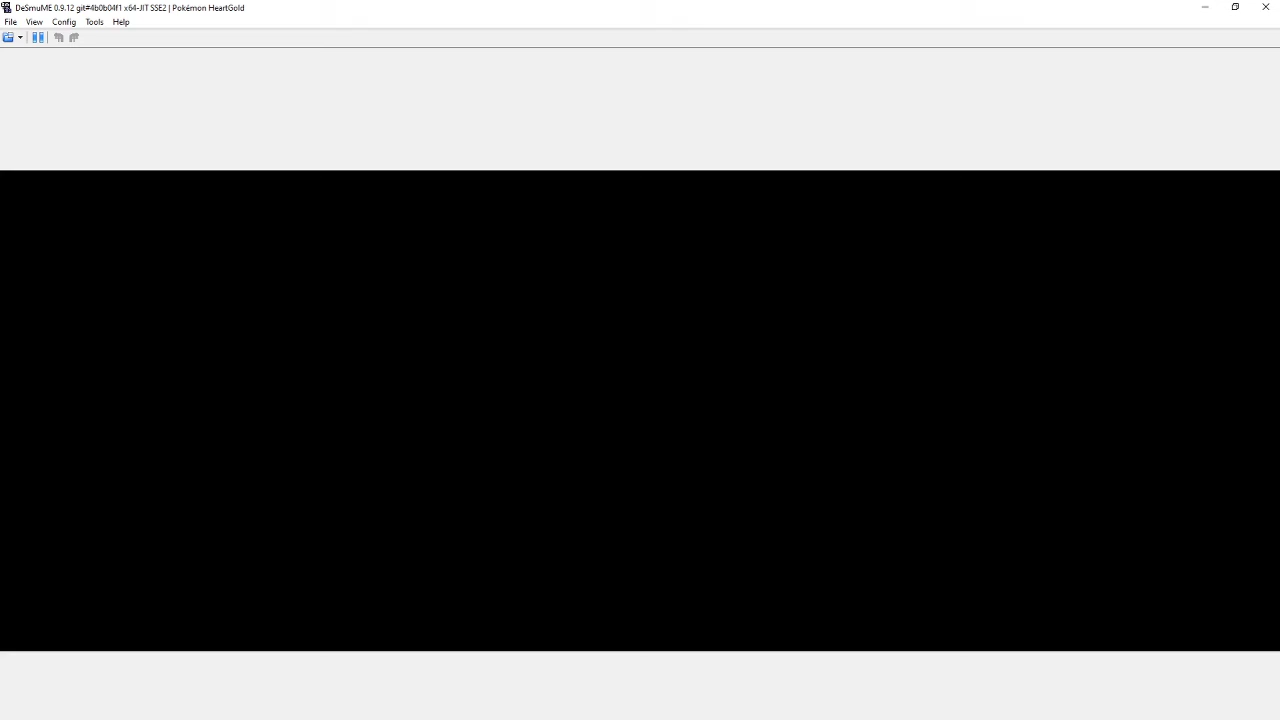 DeSmuME 0.9.12 git#4b0b04f1 x64-JIT SSE2 | Pokémon HeartGold
File View Config Tools Help